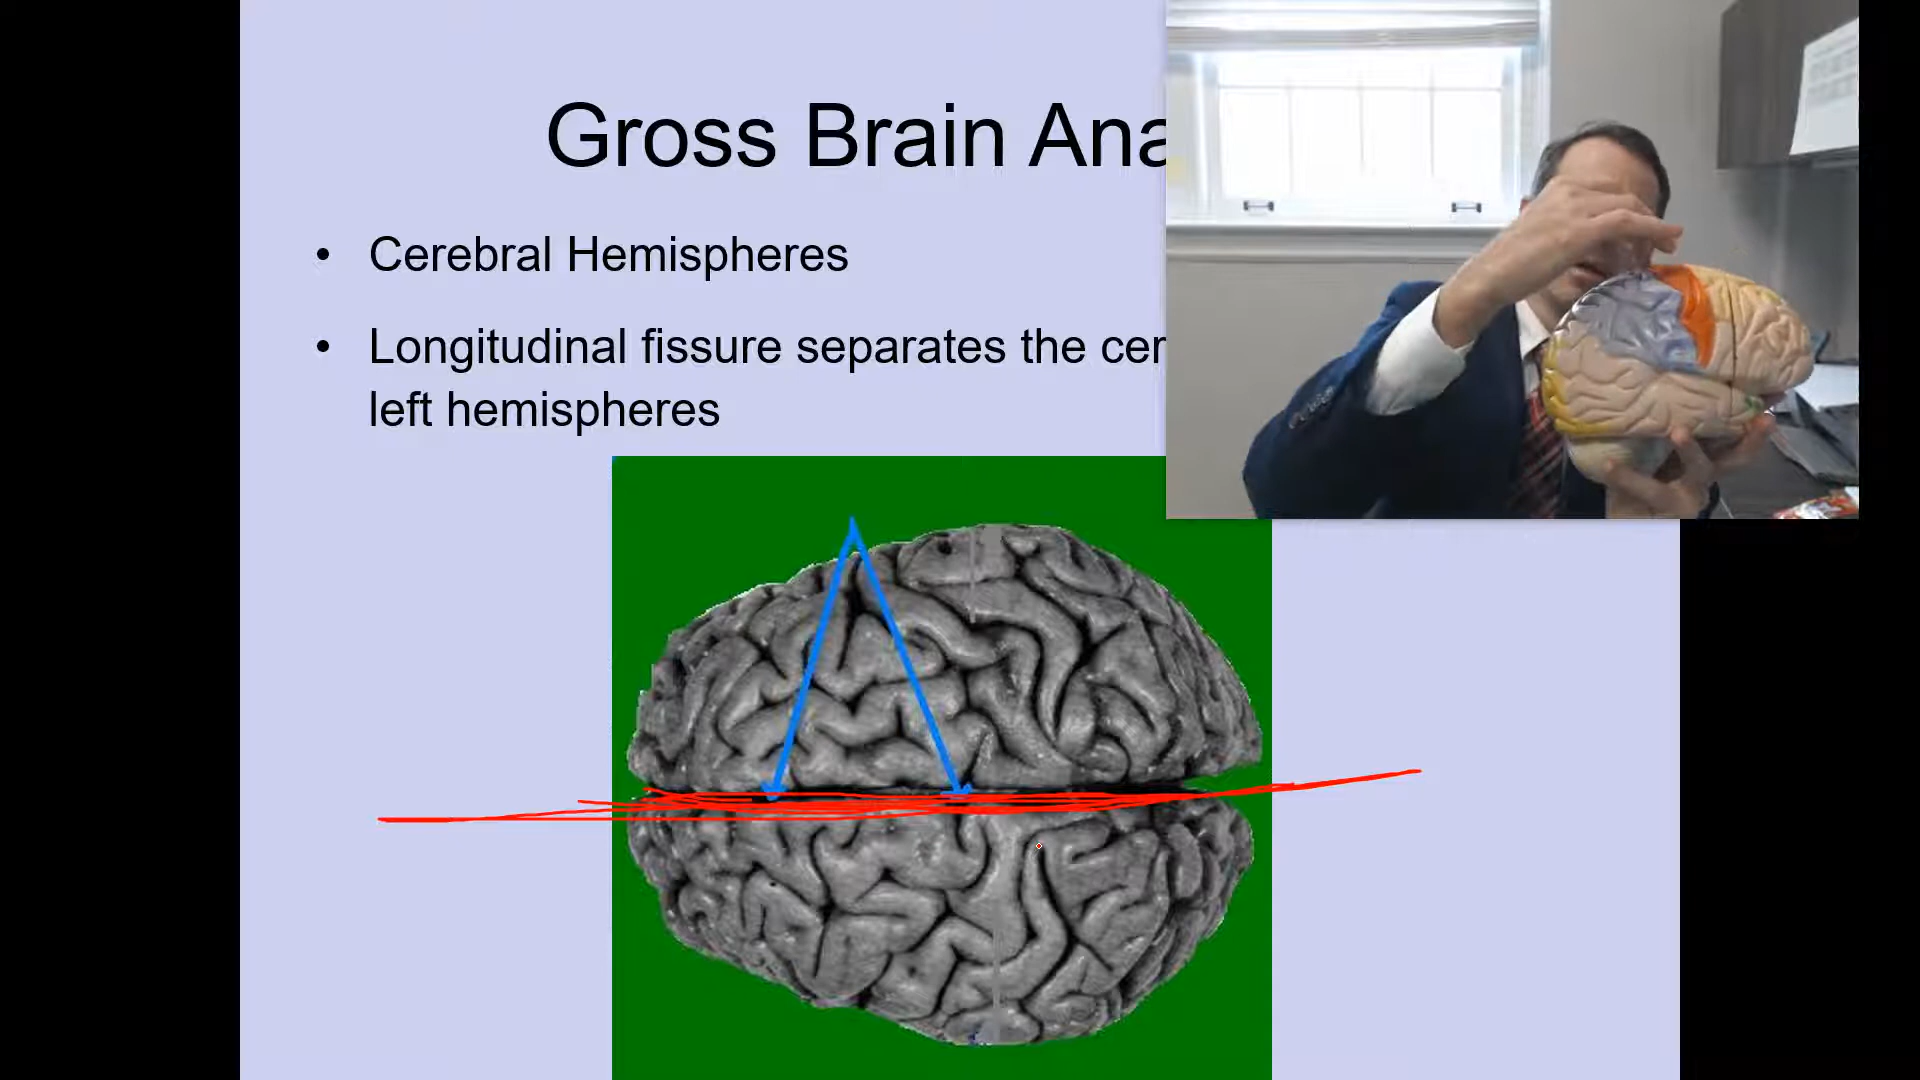 Gross Brain Ana
• Cerebral Hemispheres
• Longitudinal fissure separates the cer
left hemispheres